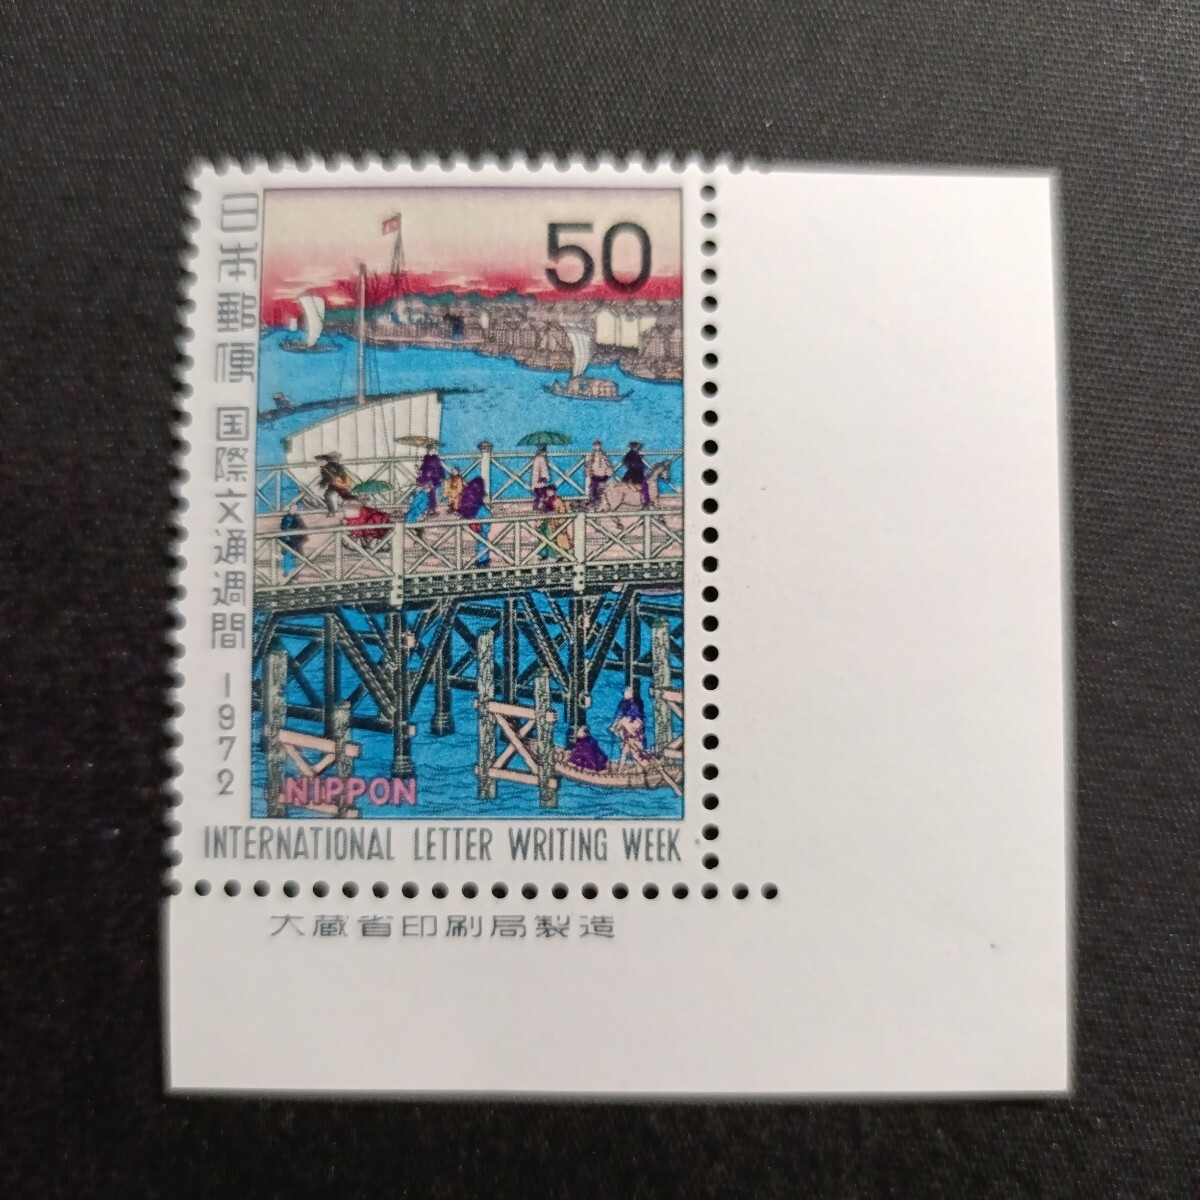 日本郵便 国際文通週間 1972
50
NIPPON
INTERNATIONAL LETTER WRITING WEEK
大蔵省印刷局製造